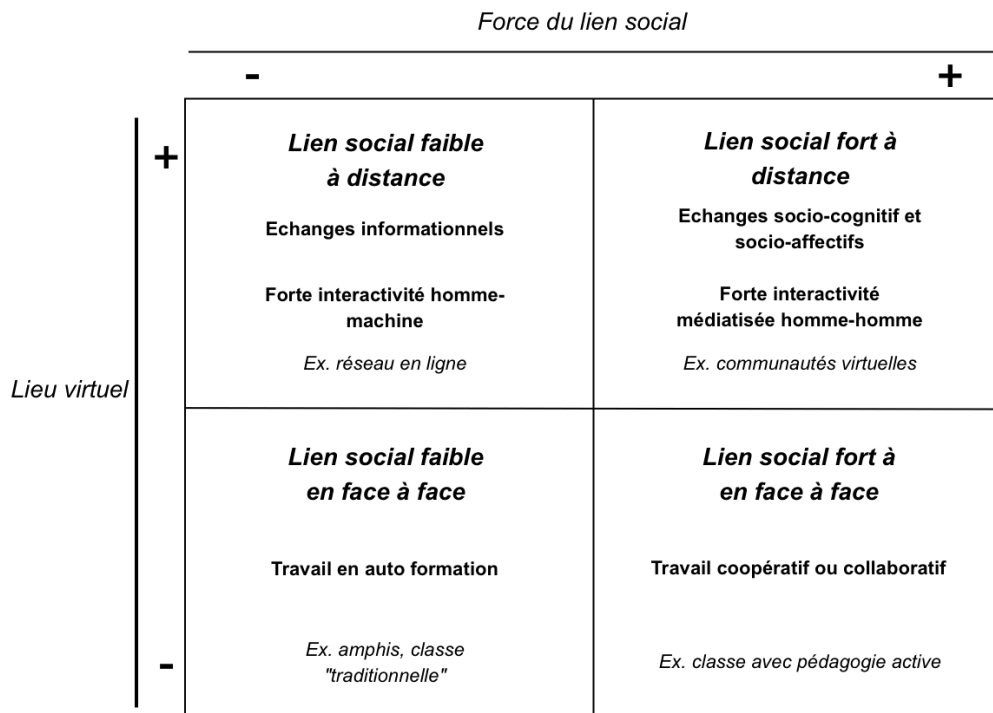 Force du lien social
- +
+
Lien social faible
à distance
Echanges informationnels
Forte interactivité homme-
machine
Ex. réseau en ligne
Lien social fort à
distance
Echanges socio-cognitif et
socio-affectifs
Forte interactivité
médiatisée homme-homme
Ex. communautés virtuelles
Lieu virtuel
Lien social faible
en face à face
Travail en auto formation
Ex. amphis, classe
"traditionnelle"
Lien social fort à
en face à face
Travail coopératif ou collaboratif
Ex. classe avec pédagogie active
-